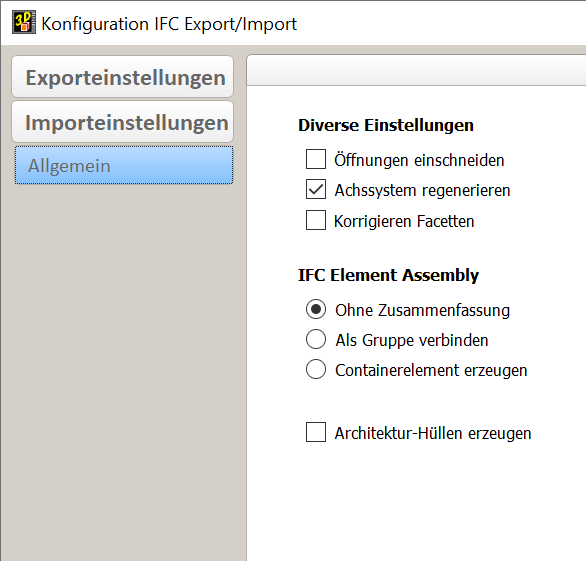 3D
Konfiguration IFC Export/Import
Exporteinstellungen
Importeinstellungen
Allgemein
Diverse Einstellungen
Öffnungen einschneiden
Achssystem regenerieren
Korrigieren Facetten
IFC Element Assembly
Ohne Zusammenfassung
Als Gruppe verbinden
Containerelement erzeugen
Architektur-Hüllen erzeugen